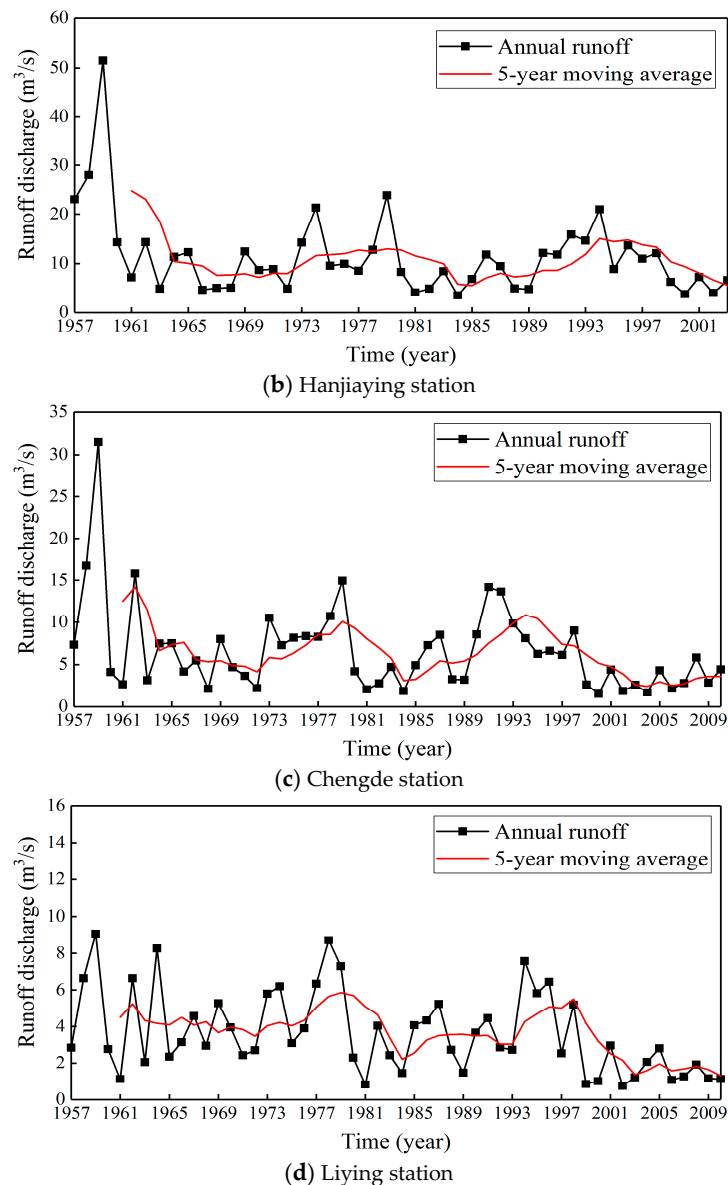 60
50
40
30
20
10
0
Runoff discharge (m³/s)
Annual runoff
5-year moving average
1957 1961 1965 1969 1973 1977 1981 1985 1989 1993 1997 2001
Time (year)
(b) Hanjiaying station
35
30
25
20
15
10
5
0
Runoff discharge (m³/s)
Annual runoff
5-year moving average
1957 1961 1965 1969 1973 1977 1981 1985 1989 1993 1997 2001 2005 2009
Time (year)
(c) Chengde station
16
14
12
10
8
6
4
2
0
Runoff discharge (m³/s)
Annual runoff
5-year moving average
1957 1961 1965 1969 1973 1977 1981 1985 1989 1993 1997 2001 2005 2009
Time (year)
(d) Liying station